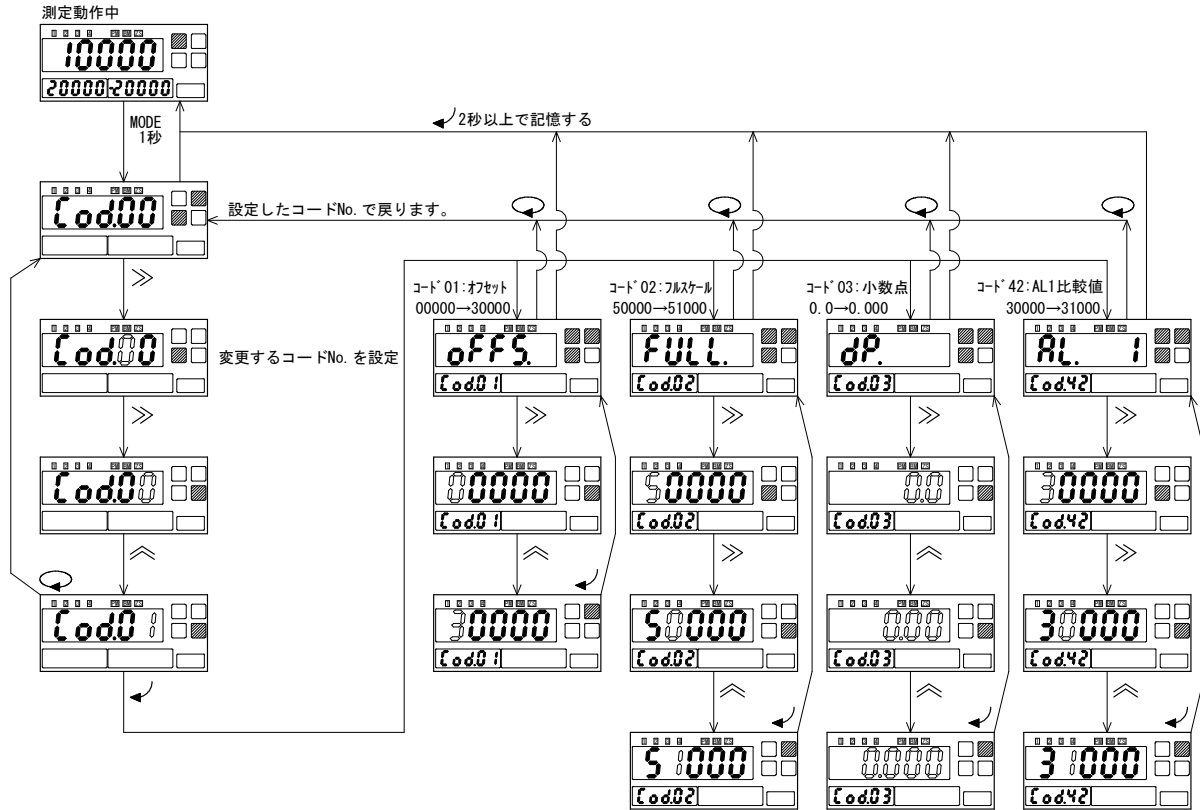 測定動作中
10000
20000 -20000
MODE
1秒
2秒以上で記憶する
Cod.00
設定したコードNo.で戻ります。
コード01:オフセット
00000→30000
コード02:フルスケール
50000→51000
コード03:小数点
0.0→0.000
コード42:AL1比較値
30000→31000
Cod.00
変更するコードNo.を設定
oFFS.
Cod.01
FULL.
Cod.02
dP.
Cod.03
AL. 1
Cod.42
Cod.00
00000
Cod.01
50000
Cod.02
0.0
Cod.03
30000
Cod.42
Cod.01
30000
Cod.01
50000
Cod.02
0.00
Cod.03
30000
Cod.42
51000
Cod.02
0.000
Cod.03
31000
Cod.42